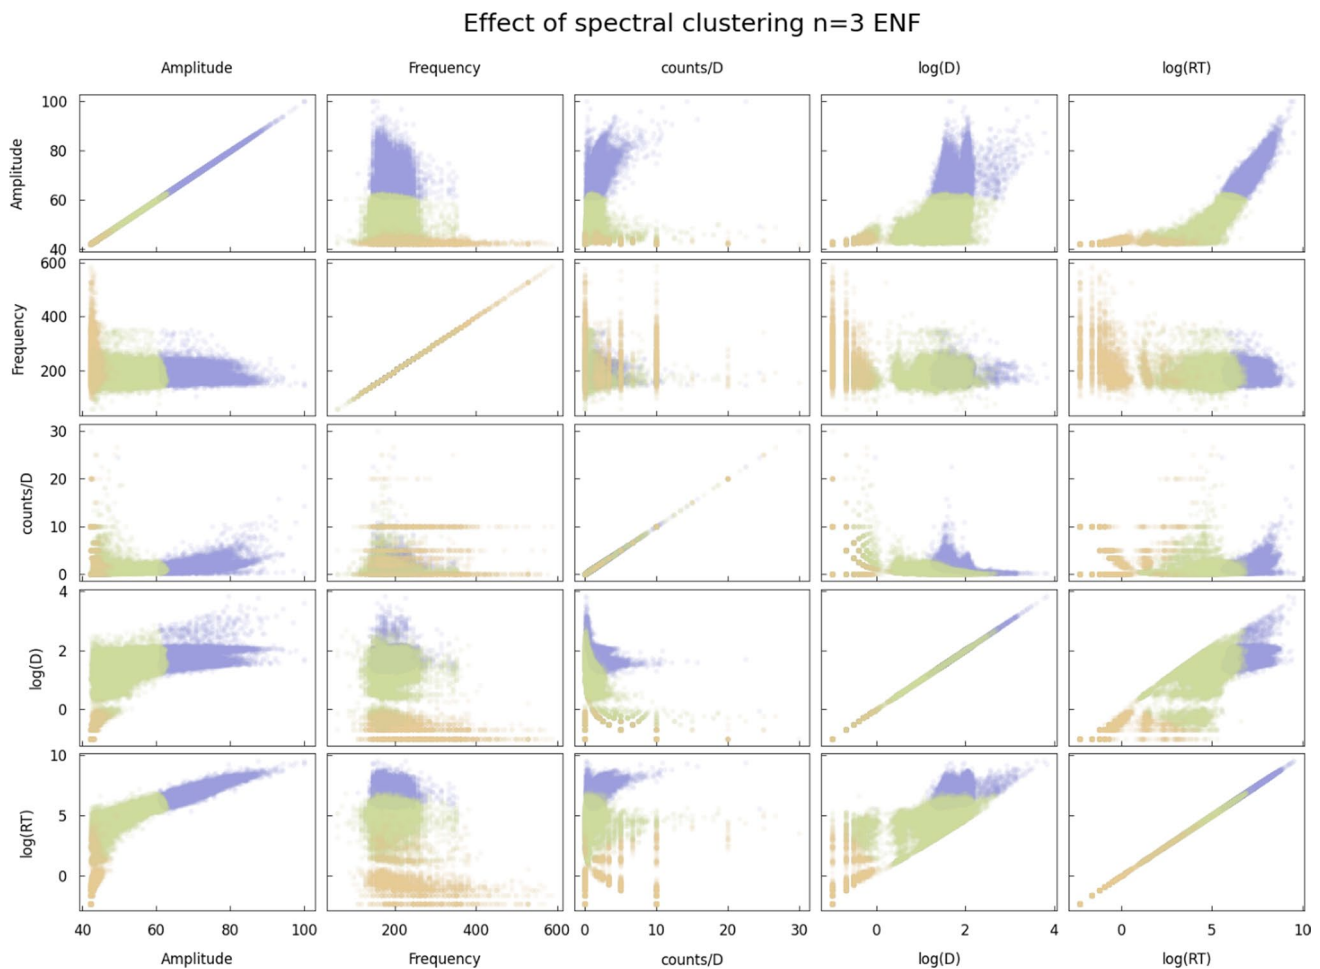 Effect of spectral clustering n=3 ENF
Amplitude Frequency counts/D log(D) log(RT)
Amplitude
100
80
60
40
Frequency
600
400
200
counts/D
30
20
10
0
log(D)
4
2
0
log(RT)
10
5
0
40 60 80 100 200 400 600 0 10 20 30 0 2 4 0 5 10
Amplitude Frequency counts/D log(D) log(RT)